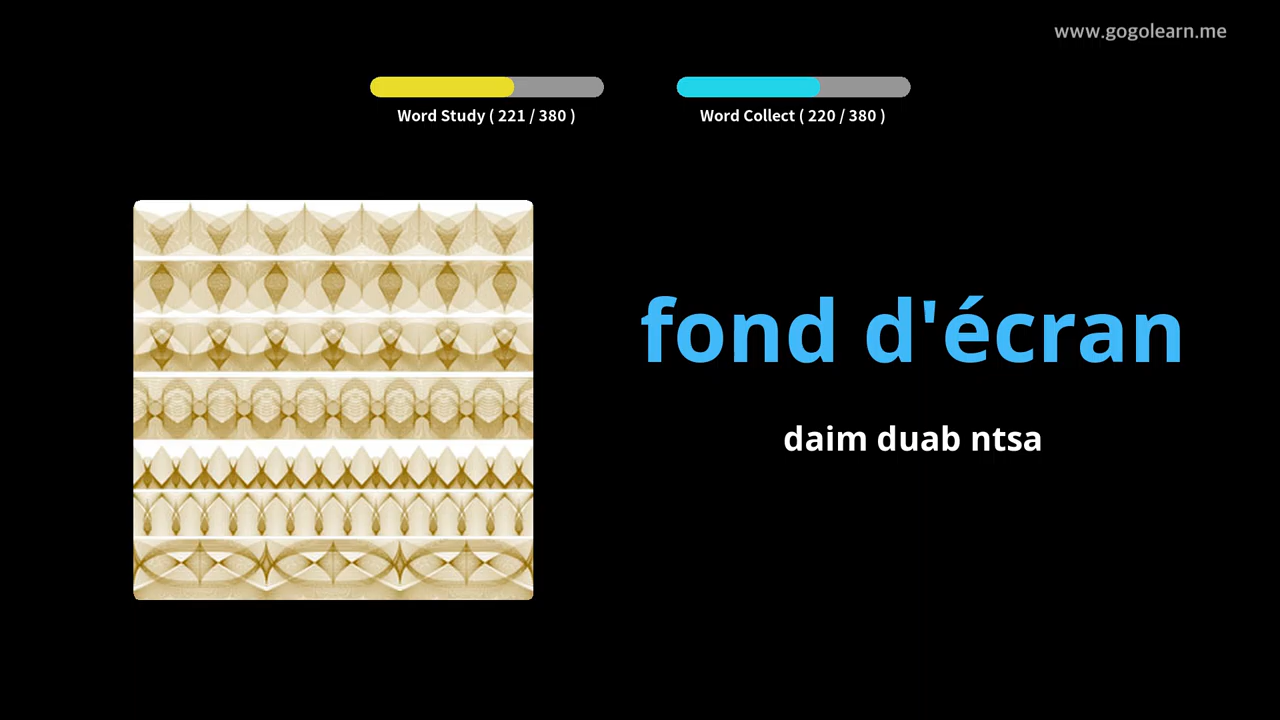 www.gogolearn.me
Word Study ( 221 / 380 )
Word Collect ( 220 / 380 )
fond d'écran
daim duab ntsa